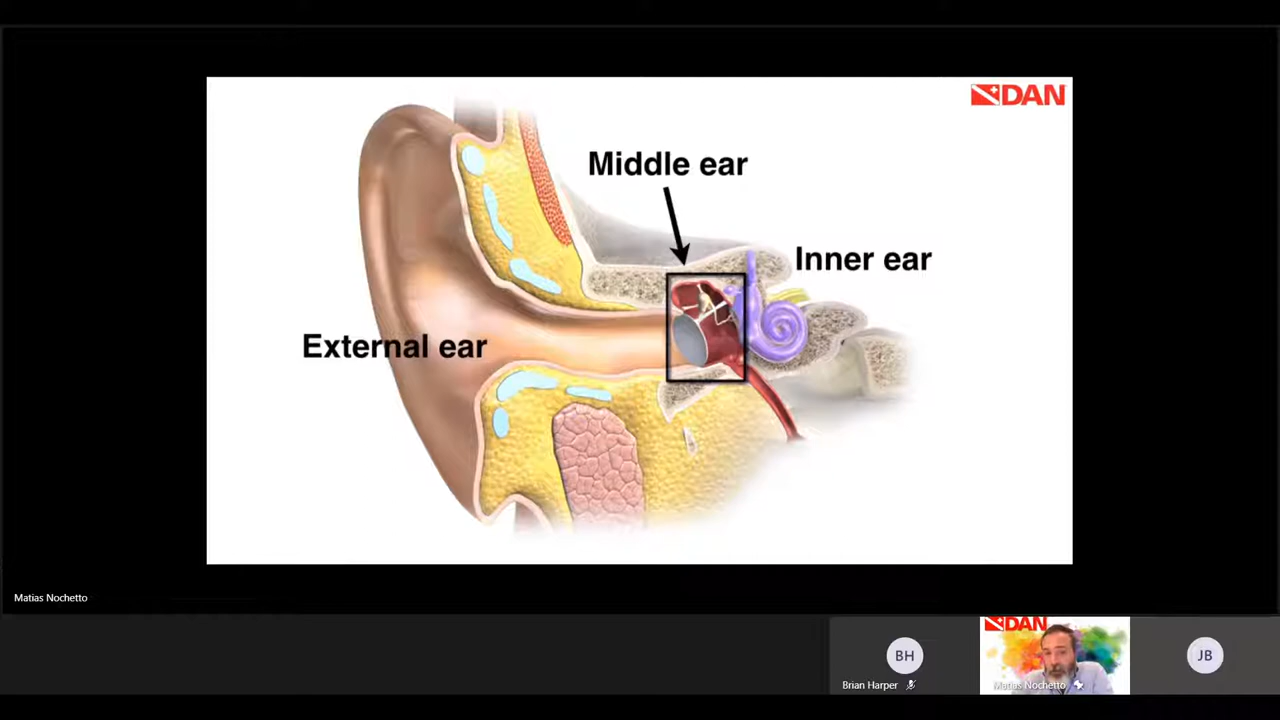 DAN
Middle ear
Inner ear
External ear
Matias Nochetto
DAN
BH
JB
Brian Harper
Matias Nochetto